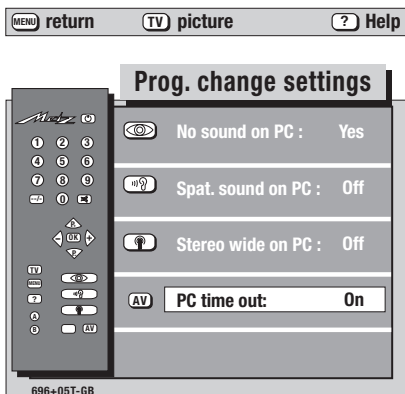 MENU return TV picture ? Help
Prog. change settings
Metz
1 2 3
4 5 6
7 8 9
--/- 0
P
- OK +
P
TV
MENU
?
A
B AV
No sound on PC : Yes
Spat. sound on PC : Off
Stereo wide on PC : Off
AV PC time out: On
696+05T-GB